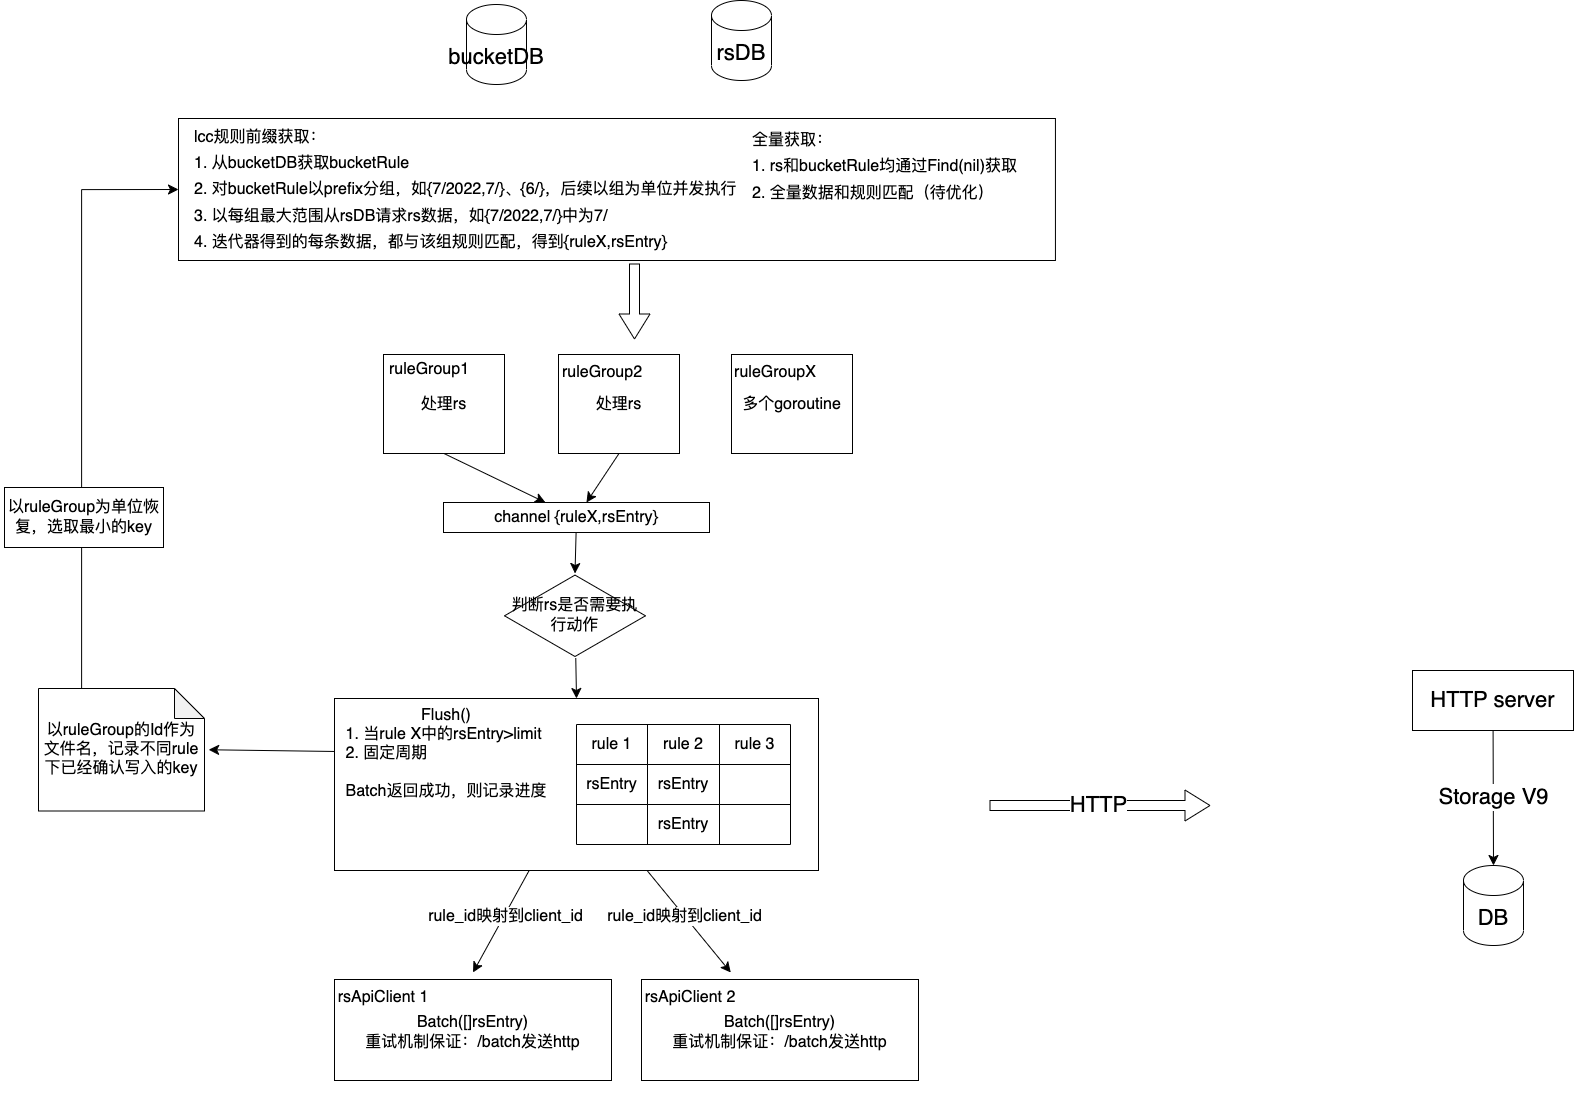 bucketDB
rsDB
lcc规则前缀获取：
1. 从bucketDB获取bucketRule
2. 对bucketRule以prefix分组，如{7/2022,7/}、{6/}，后续以组为单位并发执行
3. 以每组最大范围从rsDB请求rs数据，如{7/2022,7/}中为7/
4. 迭代器得到的每条数据，都与该组规则匹配，得到{ruleX,rsEntry}
全量获取：
1. rs和bucketRule均通过Find(nil)获取
2. 全量数据和规则匹配（待优化）
ruleGroup1
处理rs
ruleGroup2
处理rs
ruleGroupX
多个goroutine
channel {ruleX,rsEntry}
以ruleGroup为单位恢
复，选取最小的key
判断rs是否需要执
行动作
以ruleGroup的Id作为
文件名，记录不同rule
下已经确认写入的key
Flush()
1. 当rule X中的rsEntry>limit
2. 固定周期
Batch返回成功，则记录进度
rule 1 rule 2 rule 3
rsEntry rsEntry
rsEntry
HTTP
HTTP server
Storage V9
DB
rule_id映射到client_id
rule_id映射到client_id
rsApiClient 1
Batch([]rsEntry)
重试机制保证：/batch发送http
rsApiClient 2
Batch([]rsEntry)
重试机制保证：/batch发送http